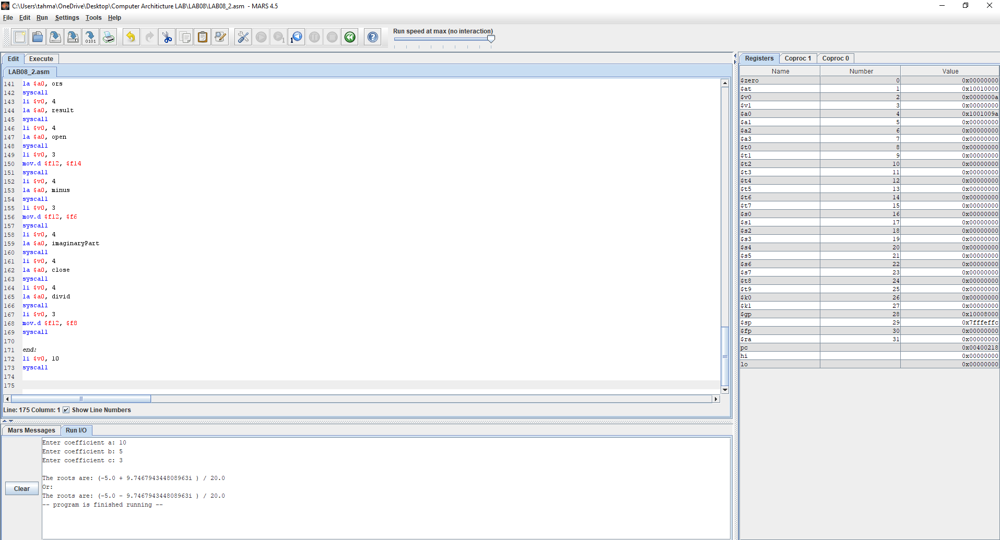 C:\Users\tahma\OneDrive\Desktop\Computer Architicture LAB\LAB08\LAB08_2.asm - MARS 4.5
File Edit Run Settings Tools Help
Run speed at max (no interaction)
Edit Execute
LAB08_2.asm
141 la $a0, ors
142 syscall
143 li $v0, 4
144 la $a0, result
145 syscall
146 li $v0, 4
147 la $a0, open
148 syscall
149 li $v0, 3
150 mov.d $f12, $f14
151 syscall
152 li $v0, 4
153 la $a0, minus
154 syscall
155 li $v0, 3
156 mov.d $f12, $f6
157 syscall
158 li $v0, 4
159 la $a0, imaginaryPart
160 syscall
161 li $v0, 4
162 la $a0, close
163 syscall
164 li $v0, 4
165 la $a0, divid
166 syscall
167 li $v0, 3
168 mov.d $f12, $f8
169 syscall
170
171 end:
172 li $v0, 10
173 syscall
174
175
Line: 175 Column: 1 Show Line Numbers
Mars Messages Run I/O
Clear
Enter coefficient a: 10
Enter coefficient b: 5
Enter coefficient c: 3
The roots are: (-5.0 + 9.746794344808963i ) / 20.0
Or:
The roots are: (-5.0 - 9.746794344808963i ) / 20.0
-- program is finished running --
Registers Coproc 1 Coproc 0
Name Number Value
$zero 0 0x00000000
$at 1 0x10010000
$v0 2 0x0000000a
$v1 3 0x00000000
$a0 4 0x1001009a
$a1 5 0x00000000
$a2 6 0x00000000
$a3 7 0x00000000
$t0 8 0x00000000
$t1 9 0x00000000
$t2 10 0x00000000
$t3 11 0x00000000
$t4 12 0x00000000
$t5 13 0x00000000
$t6 14 0x00000000
$t7 15 0x00000000
$s0 16 0x00000000
$s1 17 0x00000000
$s2 18 0x00000000
$s3 19 0x00000000
$s4 20 0x00000000
$s5 21 0x00000000
$s6 22 0x00000000
$s7 23 0x00000000
$t8 24 0x00000000
$t9 25 0x00000000
$k0 26 0x00000000
$k1 27 0x00000000
$gp 28 0x10008000
$sp 29 0x7fffeffc
$fp 30 0x00000000
$ra 31 0x00000000
pc 0x00400218
hi 0x00000000
lo 0x00000000